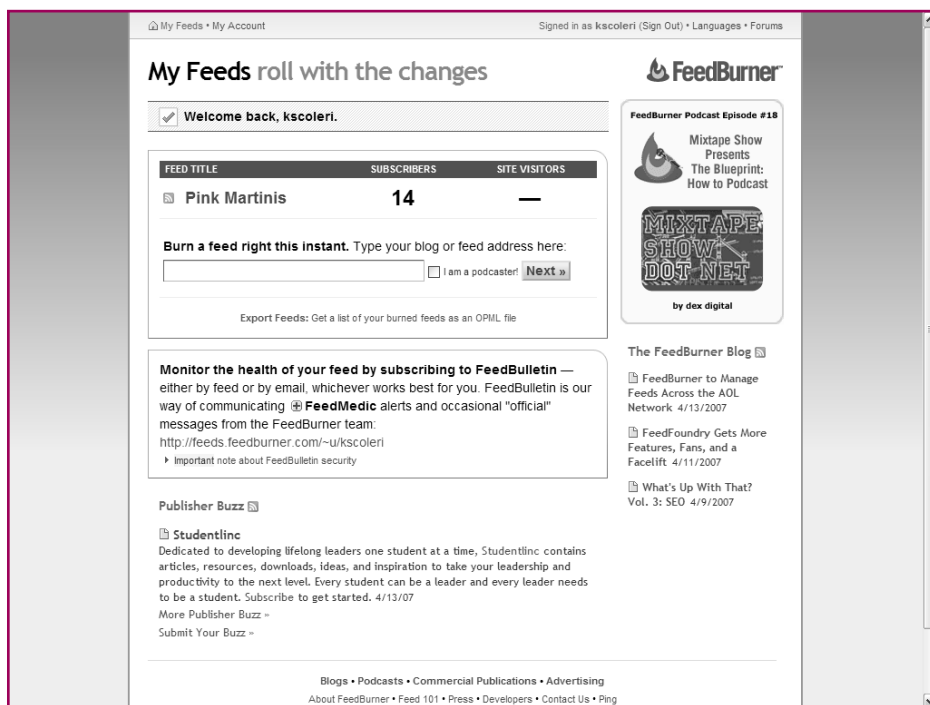 My Feeds • My Account
Signed in as kscoleri (Sign Out) • Languages • Forums
My Feeds roll with the changes
FeedBurner™
Welcome back, kscoleri.
FEED TITLE SUBSCRIBERS SITE VISITORS
Pink Martinis 14 —
Burn a feed right this instant. Type your blog or feed address here:
I am a podcaster! Next »
Export Feeds: Get a list of your burned feeds as an OPML file
Monitor the health of your feed by subscribing to FeedBulletin —
either by feed or by email, whichever works best for you. FeedBulletin is our
way of communicating FeedMedic alerts and occasional "official"
messages from the FeedBurner team:
http://feeds.feedburner.com/~u/kscoleri
Important note about FeedBulletin security
Publisher Buzz
Studentlinc
Dedicated to developing lifelong leaders one student at a time, Studentlinc contains
articles, resources, downloads, ideas, and inspiration to take your leadership and
productivity to the next level. Every student can be a leader and every leader needs
to be a student. Subscribe to get started. 4/13/07
More Publisher Buzz »
Submit Your Buzz »
FeedBurner Podcast Episode #18
Mixtape Show
Presents
The Blueprint:
How to Podcast
MIXTAPE
SHOW
DOT NET
by dex digital
The FeedBurner Blog
FeedBurner to Manage
Feeds Across the AOL
Network 4/13/2007
FeedFoundry Gets More
Features, Fans, and a
Facelift 4/11/2007
What's Up With That?
Vol. 3: SEO 4/9/2007
Blogs • Podcasts • Commercial Publications • Advertising
About FeedBurner • Feed 101 • Press • Developers • Contact Us • Ping